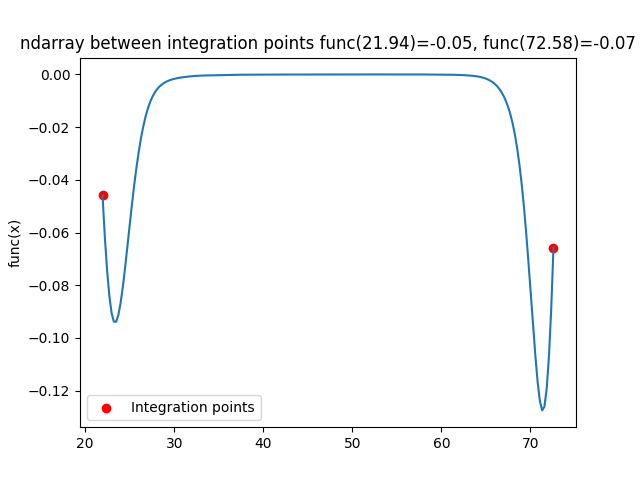 ndarray between integration points func(21.94)=-0.05, func(72.58)=-0.07
0.00
−0.02
−0.04
−0.06
−0.08
−0.10
−0.12
func(x)
Integration points
20 30 40 50 60 70